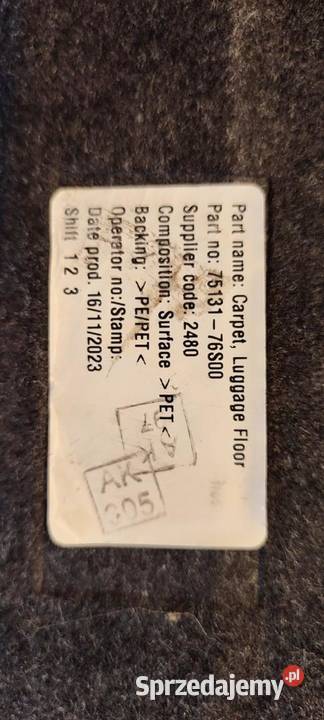 Part name: Carpet, Luggage Floor
Part no: 75131-76S00
Supplier code: 2480
Composition: Surface >PET<
Backing: >PE/PET<
Operator no:/Stamp:
Date prod. 16/11/2023
Shift 1 2 3
AK-
Sprzedajemy.pl